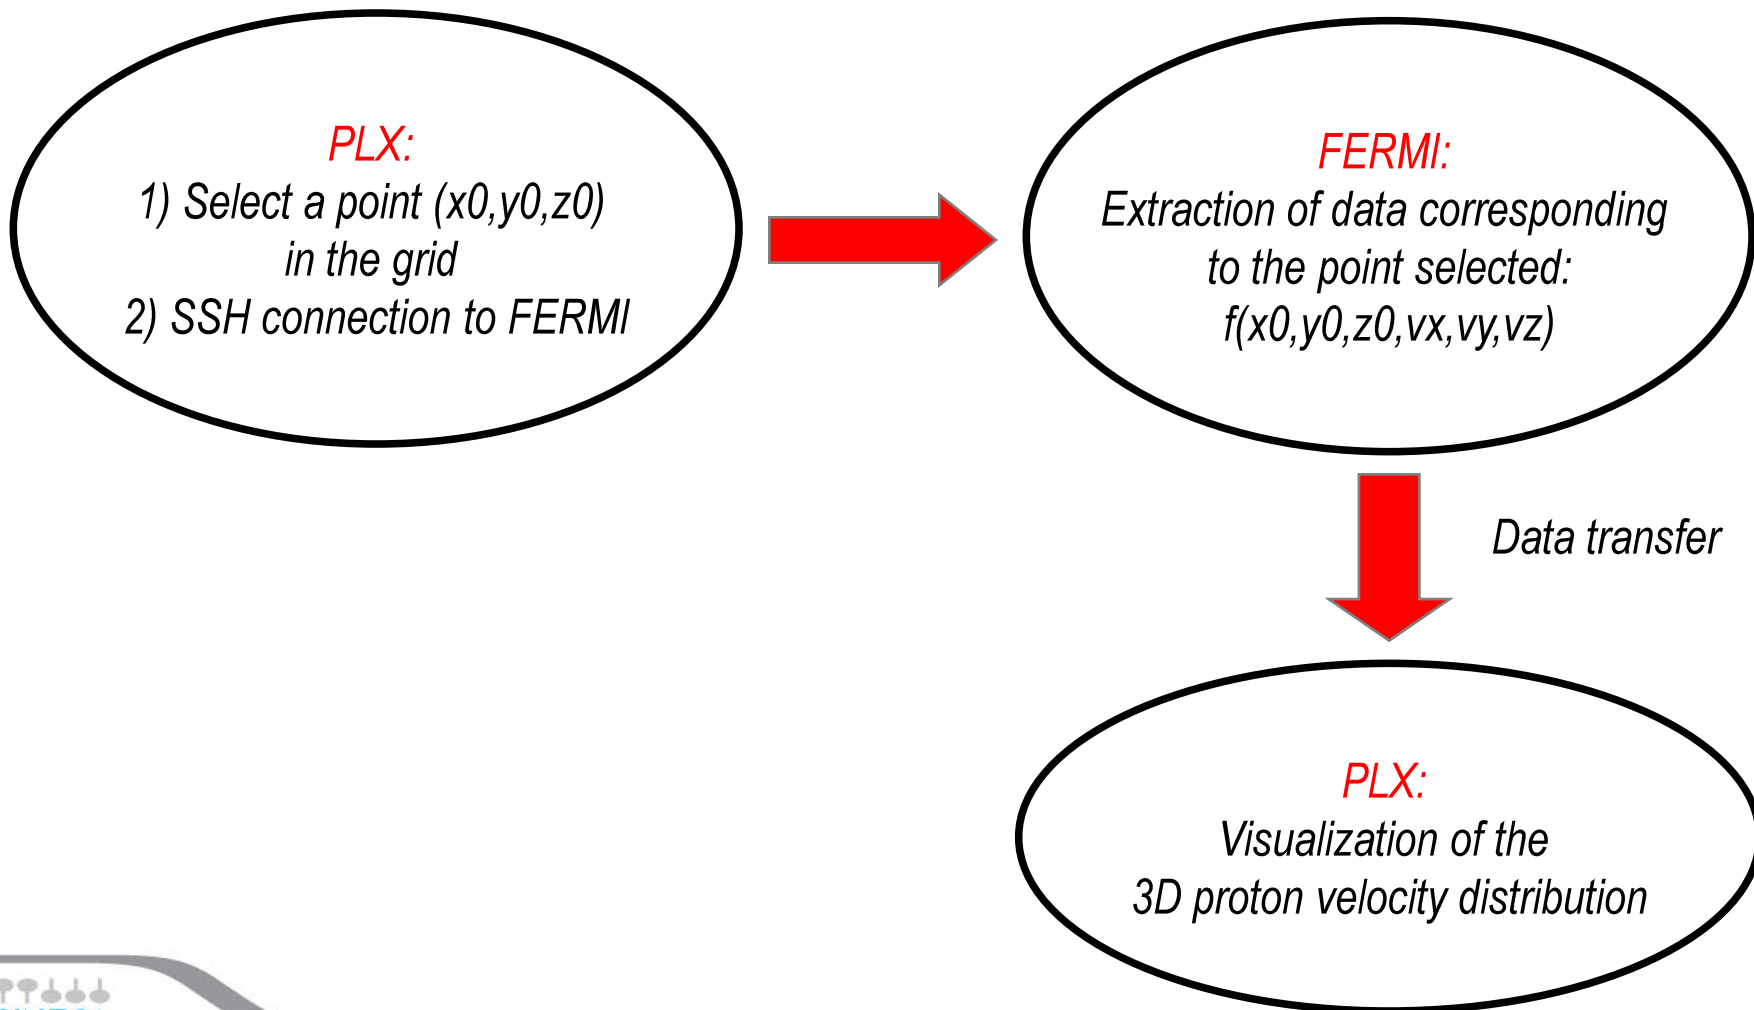 PLX:
1) Select a point (x0,y0,z0)
in the grid
2) SSH connection to FERMI
FERMI:
Extraction of data corresponding
to the point selected:
f(x0,y0,z0,vx,vy,vz)
Data transfer
PLX:
Visualization of the
3D proton velocity distribution